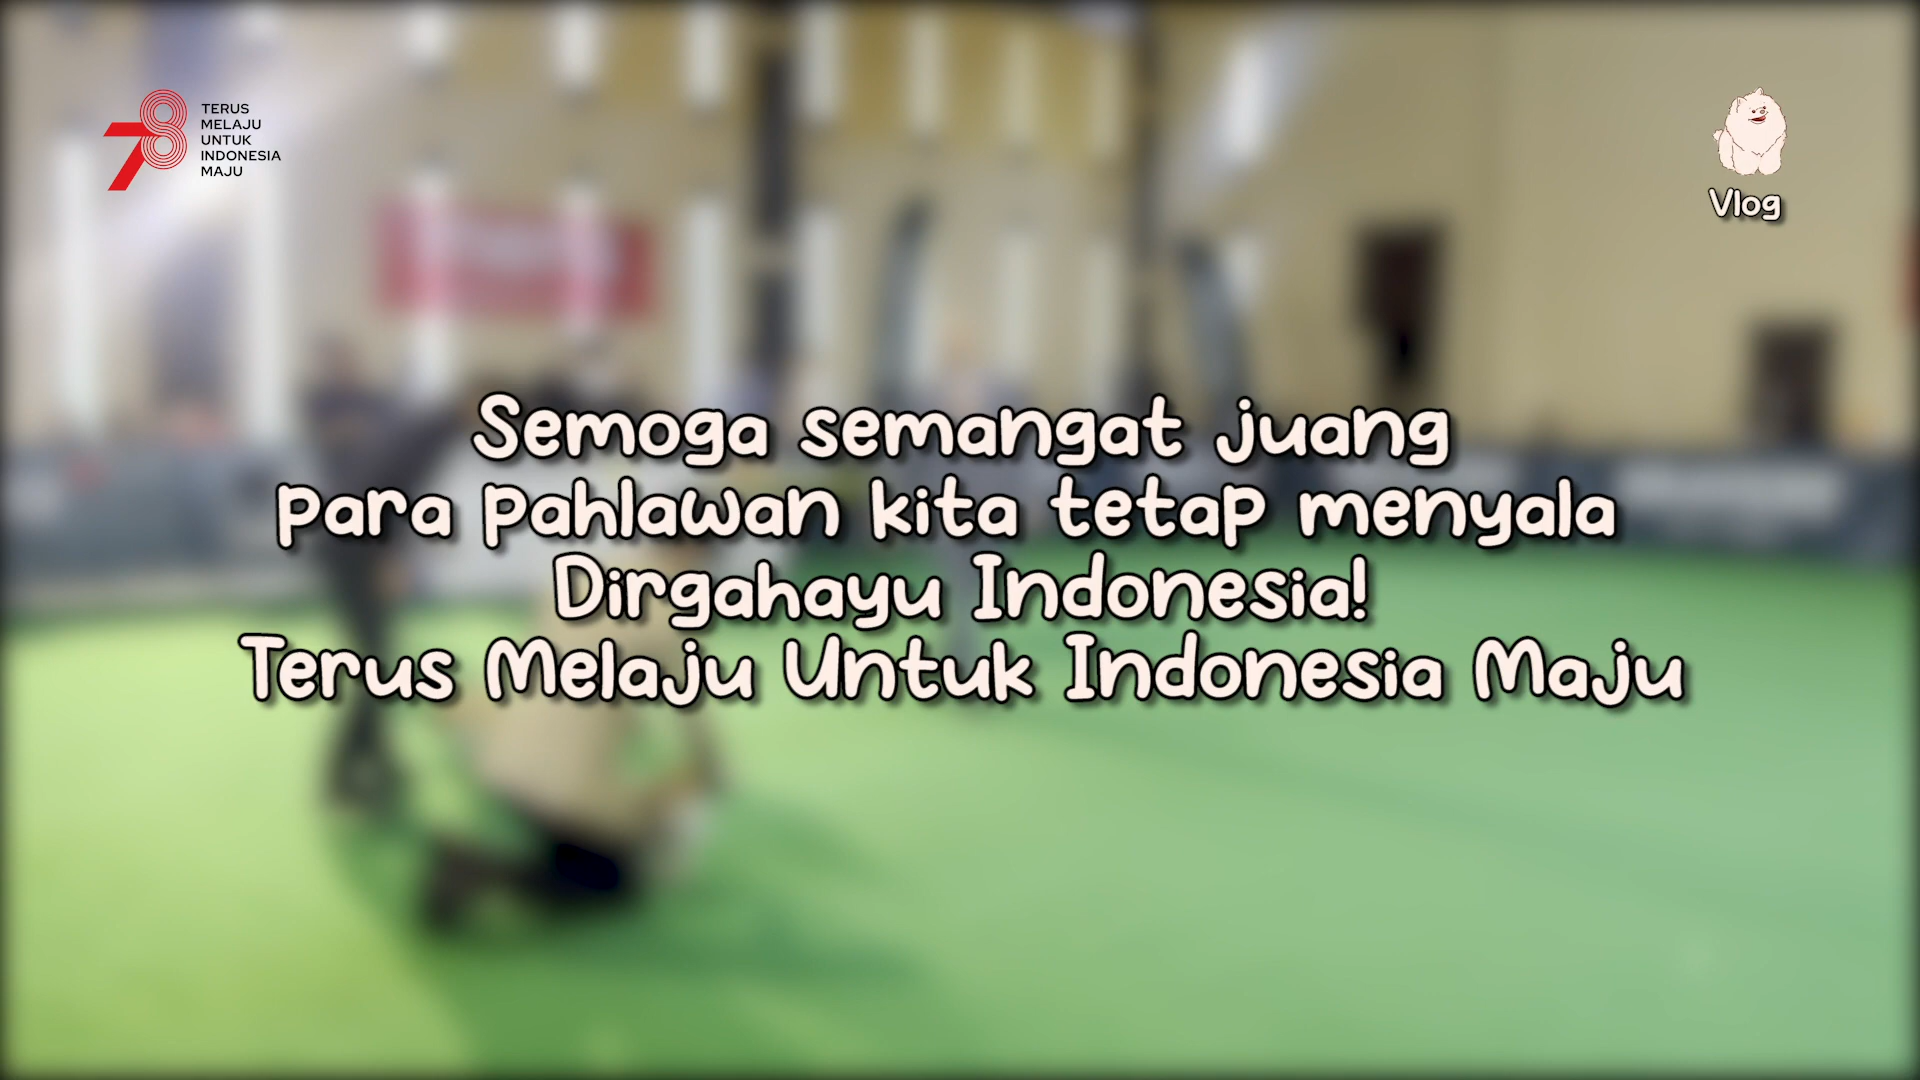 78
TERUS
MELAJU
UNTUK
INDONESIA
MAJU
Vlog
Semoga semangat juang
para pahlawan kita tetap menyala
Dirgahayu Indonesia!
Terus Melaju Untuk Indonesia Maju